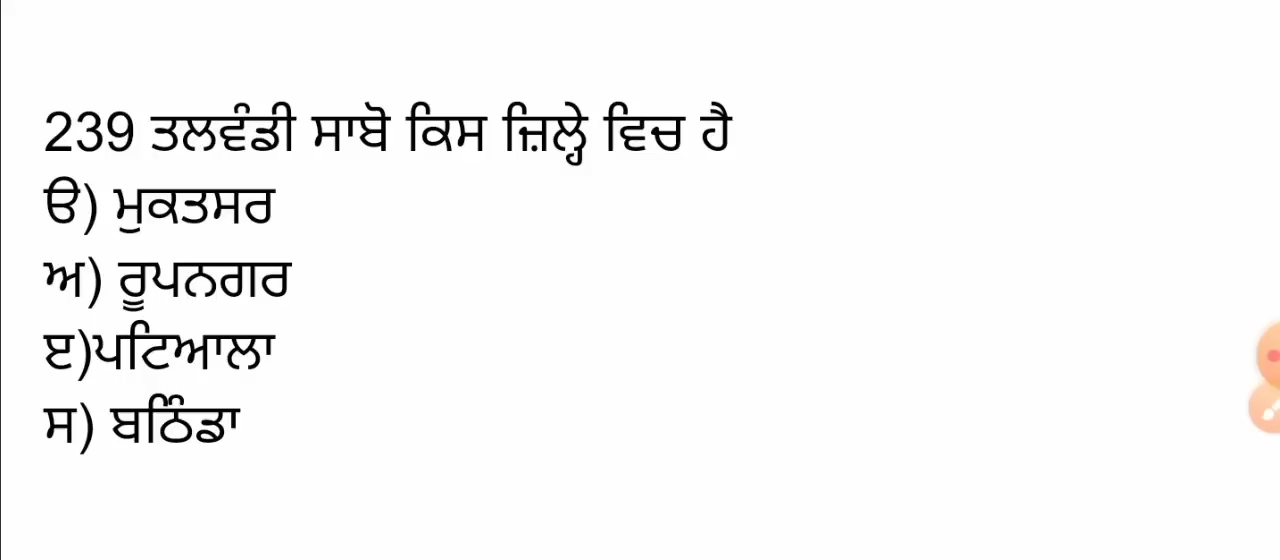 239 ਤਲਵੰਡੀ ਸਾਬੋ ਕਿਸ ਜ਼ਿਲ੍ਹੇ ਵਿਚ ਹੈ
ੳ) ਮੁਕਤਸਰ
ਅ) ਰੂਪਨਗਰ
ੲ)ਪਟਿਆਲਾ
ਸ) ਬਠਿੰਡਾ